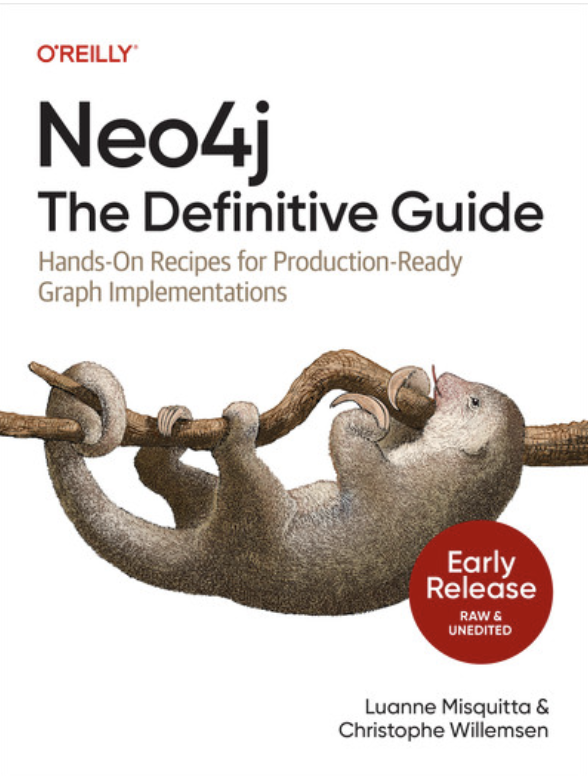 O'REILLY®
Neo4j
The Definitive Guide
Hands-On Recipes for Production-Ready
Graph Implementations
Early
Release
RAW &
UNEDITED
Luanne Misquitta &
Christophe Willemsen